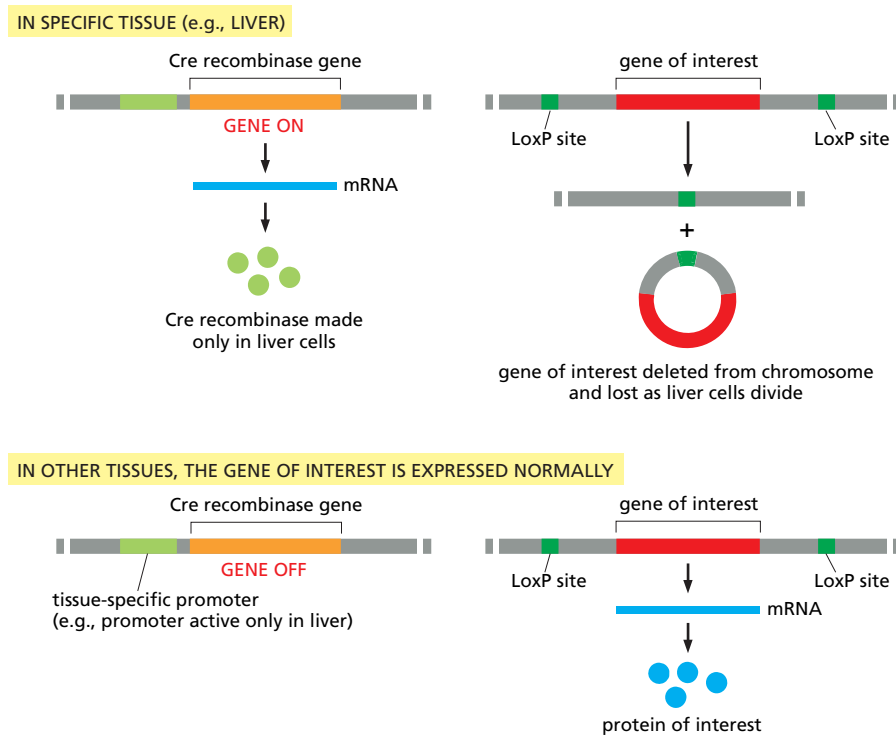 IN SPECIFIC TISSUE (e.g., LIVER)
Cre recombinase gene
GENE ON
mRNA
Cre recombinase made
only in liver cells
gene of interest
LoxP site
LoxP site
+
gene of interest deleted from chromosome
and lost as liver cells divide
IN OTHER TISSUES, THE GENE OF INTEREST IS EXPRESSED NORMALLY
Cre recombinase gene
GENE OFF
tissue-specific promoter
(e.g., promoter active only in liver)
gene of interest
LoxP site
LoxP site
mRNA
protein of interest